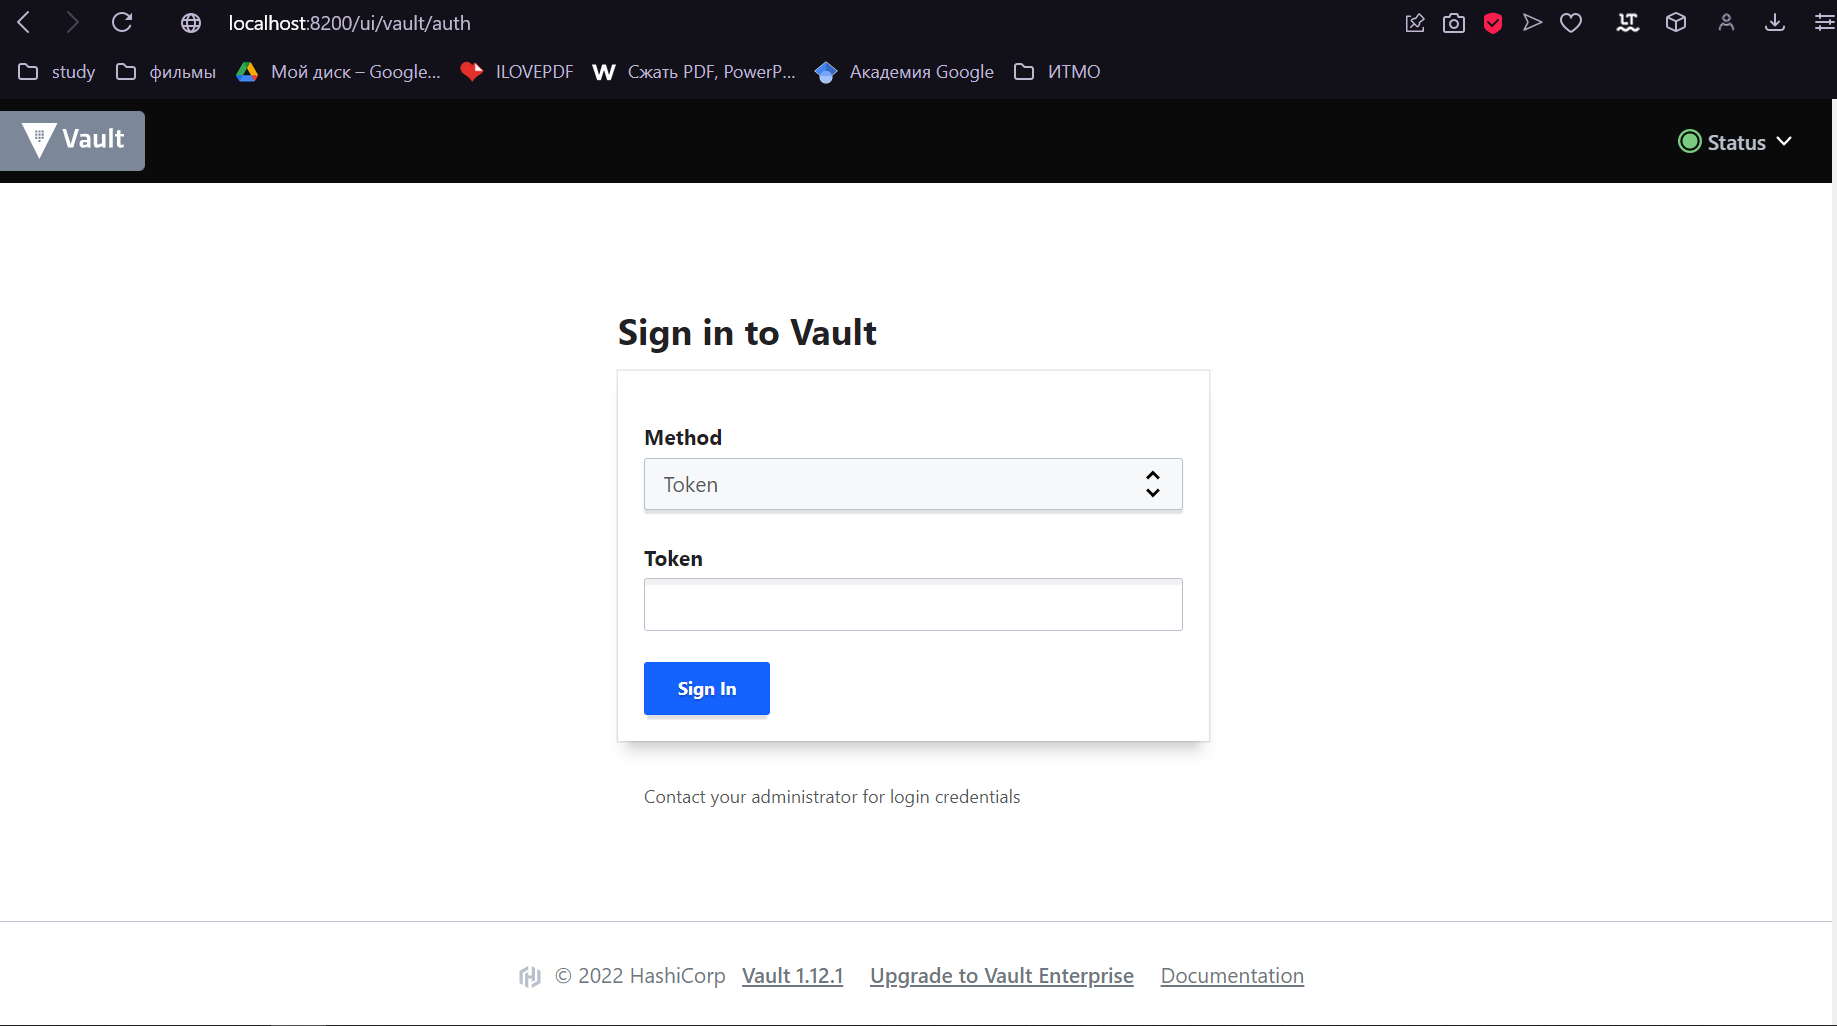 localhost:8200/ui/vault/auth
study фильмы Мой диск – Google... ILOVEPDF W Сжать PDF, PowerP... Академия Google ИТМО
Vault
Status
Sign in to Vault
Method
Token
Token
Sign In
Contact your administrator for login credentials
© 2022 HashiCorp Vault 1.12.1 Upgrade to Vault Enterprise Documentation